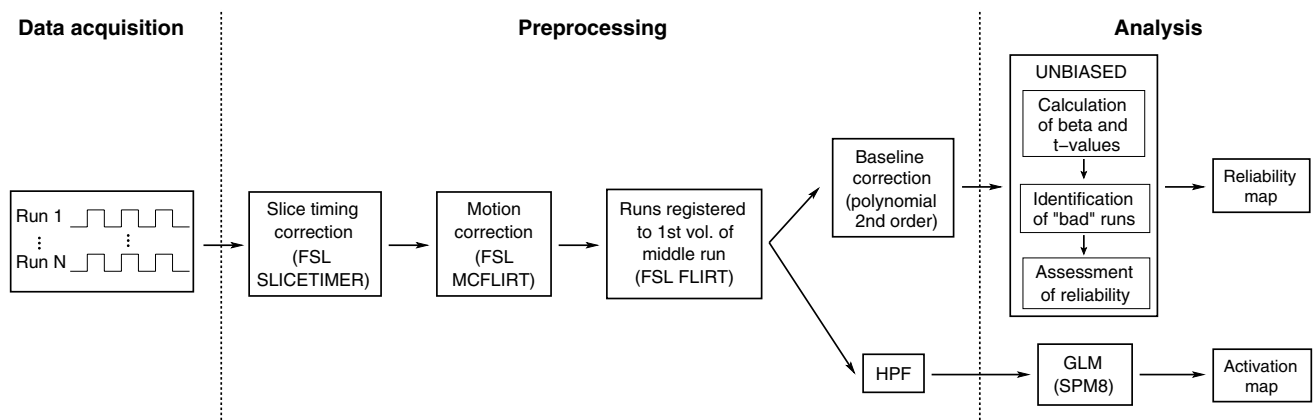 Data acquisition
Preprocessing
Analysis
Run 1
Run N
Slice timing
correction
(FSL
SLICETIMER)
Motion
correction
(FSL
MCFLIRT)
Runs registered
to 1st vol. of
middle run
(FSL FLIRT)
Baseline
correction
(polynomial
2nd order)
HPF
UNBIASED
Calculation
of beta and
t−values
Identification
of "bad" runs
Assessment
of reliability
Reliability
map
GLM
(SPM8)
Activation
map